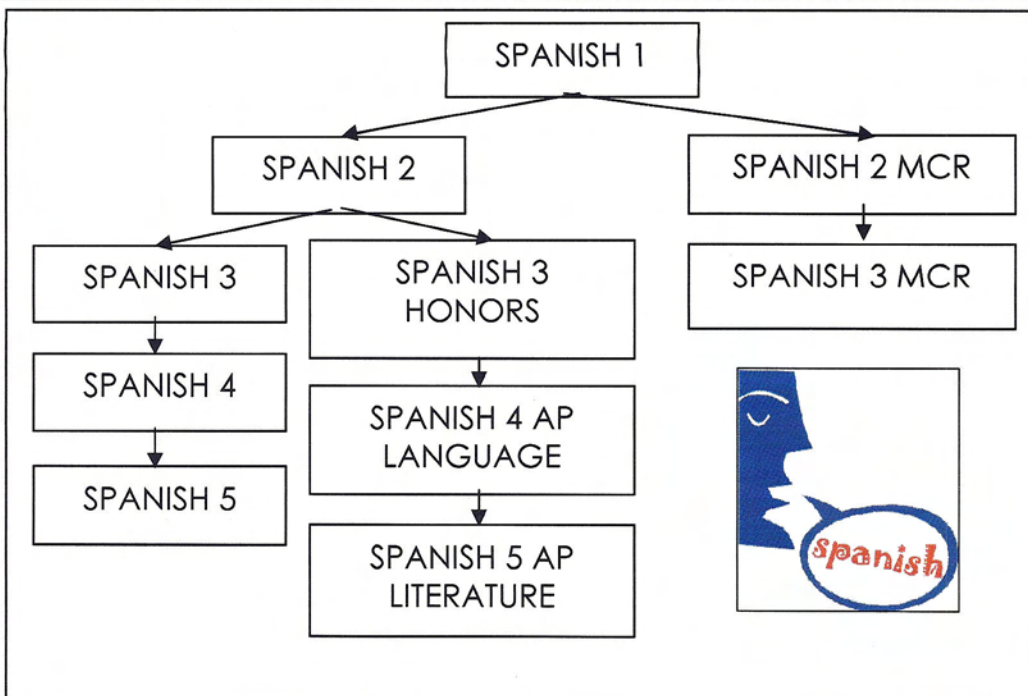 SPANISH 1
SPANISH 2
SPANISH 2 MCR
SPANISH 3
SPANISH 3
HONORS
SPANISH 3 MCR
SPANISH 4
SPANISH 4 AP
LANGUAGE
SPANISH 5
SPANISH 5 AP
LITERATURE
spanish